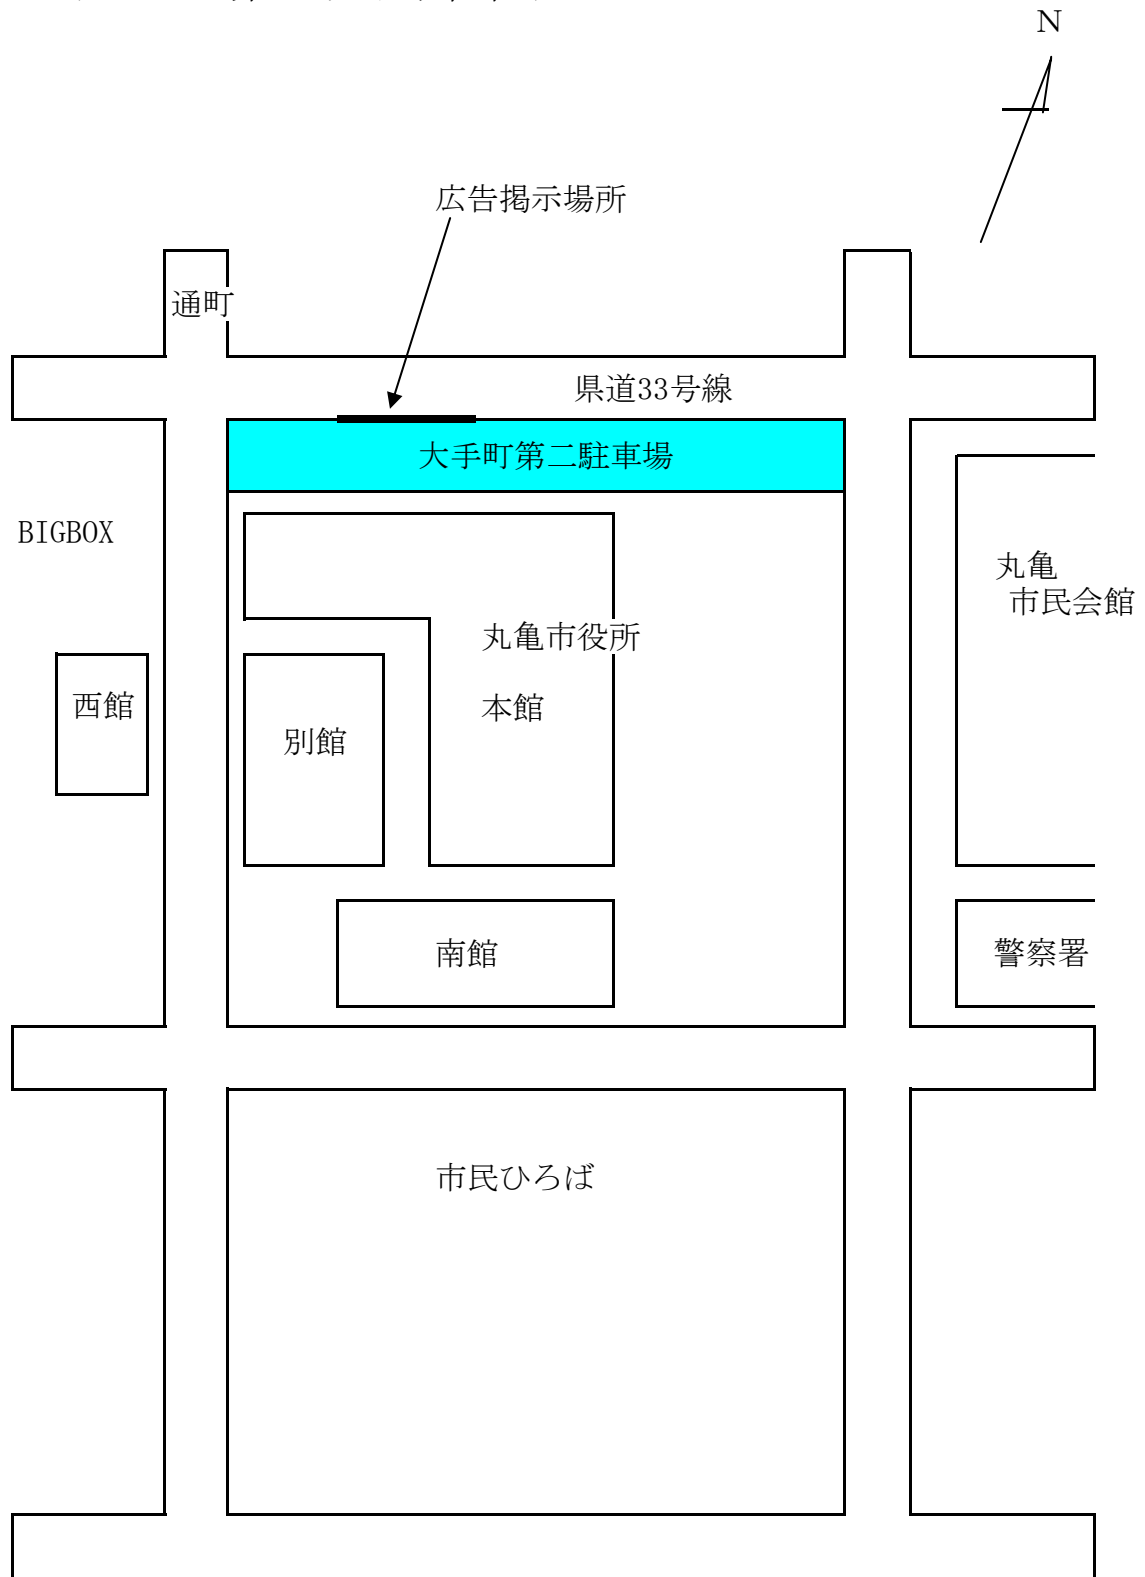 N
広告掲示場所
通町
県道33号線
大手町第二駐車場
BIGBOX
丸亀
市民会館
丸亀市役所
西館
本館
別館
南館
警察署
市民ひろば